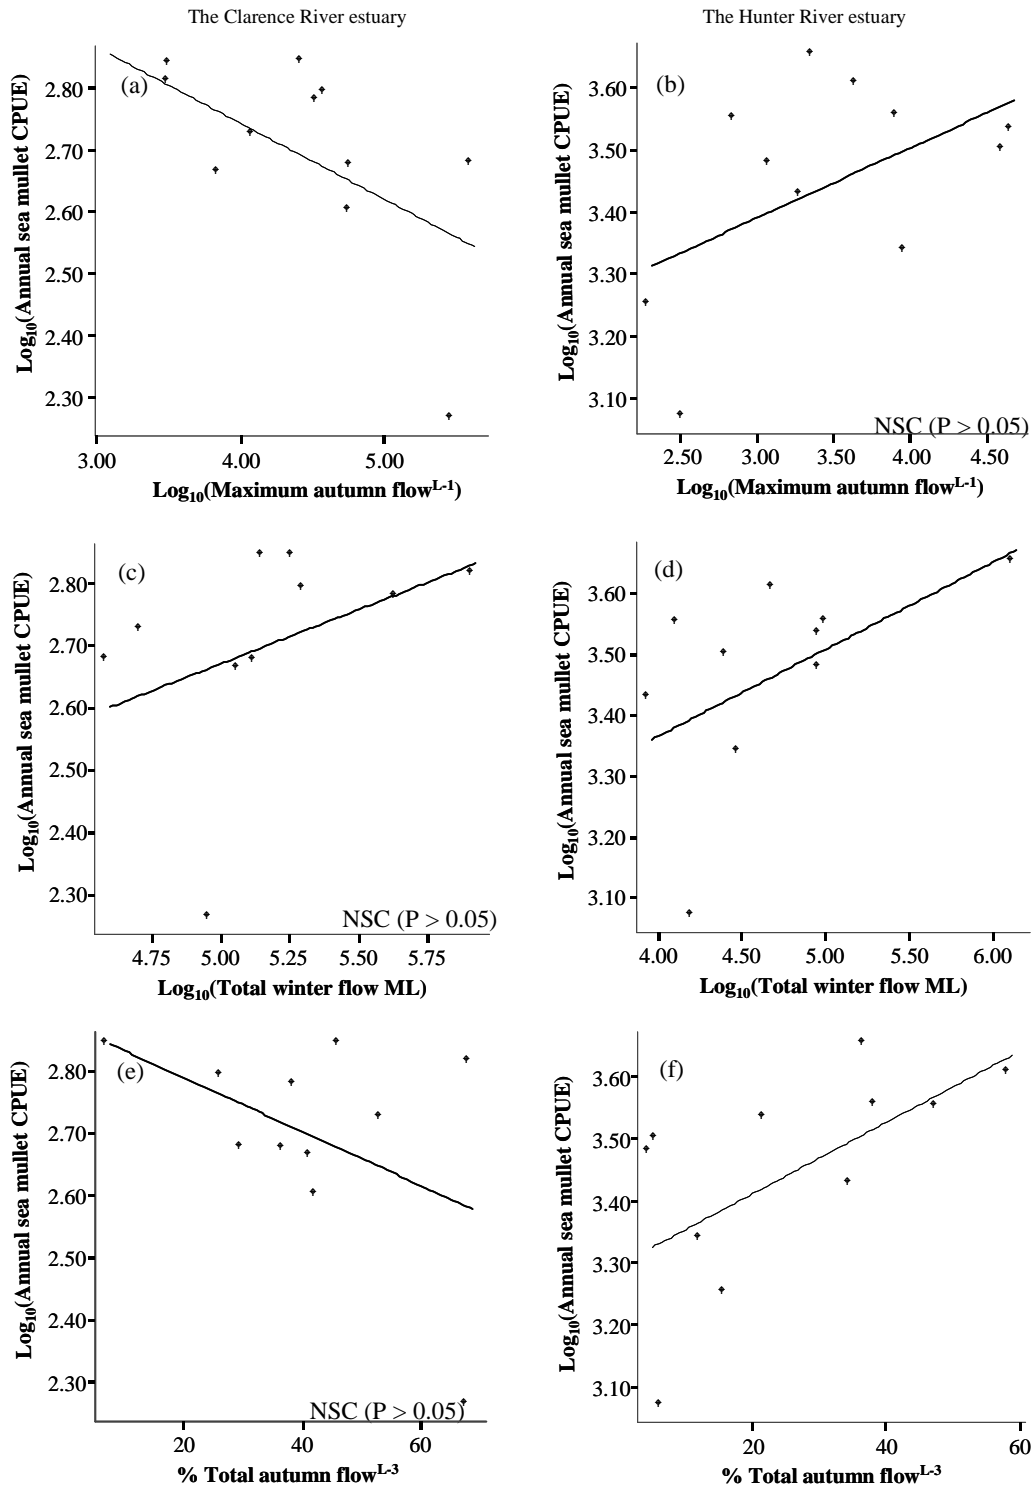 The Clarence River estuary
The Hunter River estuary
(a)
2.80
2.70
2.60
2.50
2.40
2.30
Log10(Annual sea mullet CPUE)
3.00 4.00 5.00
Log10(Maximum autumn flowL-1)
(b)
3.60
3.50
3.40
3.30
3.20
3.10
Log10(Annual sea mullet CPUE)
NSC (P > 0.05)
2.50 3.00 3.50 4.00 4.50
Log10(Maximum autumn flowL-1)
(c)
2.80
2.70
2.60
2.50
2.40
2.30
Log10(Annual sea mullet CPUE)
NSC (P > 0.05)
4.75 5.00 5.25 5.50 5.75
Log10(Total winter flow ML)
(d)
3.60
3.50
3.40
3.30
3.20
3.10
Log10(Annual sea mullet CPUE)
4.00 4.50 5.00 5.50 6.00
Log10(Total winter flow ML)
(e)
2.80
2.70
2.60
2.50
2.40
2.30
Log10(Annual sea mullet CPUE)
NSC (P > 0.05)
20 40 60
% Total autumn flowL-3
(f)
3.60
3.50
3.40
3.30
3.20
3.10
Log10(Annual sea mullet CPUE)
20 40 60
% Total autumn flowL-3